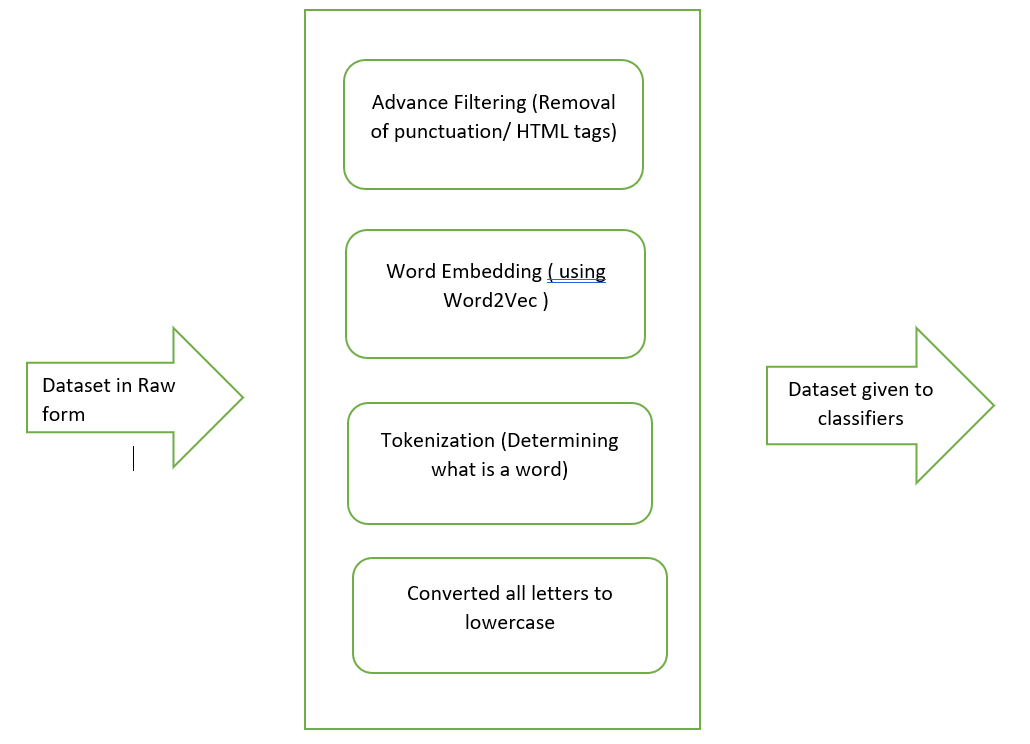 Advance Filtering (Removal
of punctuation/ HTML tags)
Word Embedding ( using
Word2Vec )
Dataset in Raw
form
Tokenization (Determining
what is a word)
Converted all letters to
lowercase
Dataset given to
classifiers